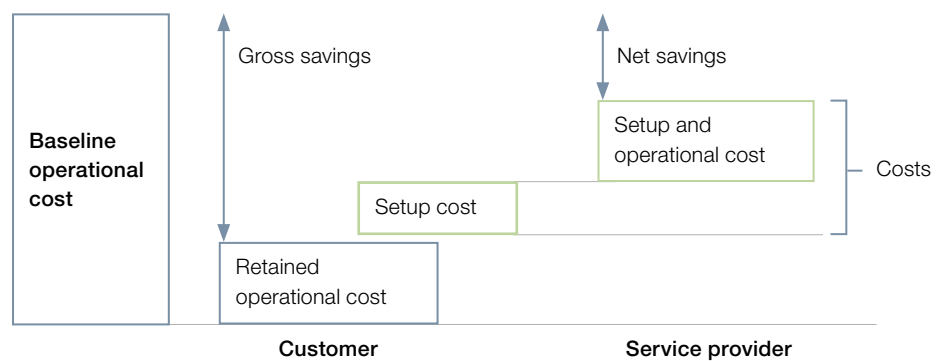 Gross savings
Net savings
Baseline
operational
cost
Setup and
operational cost
Costs
Setup cost
Retained
operational cost
Customer
Service provider